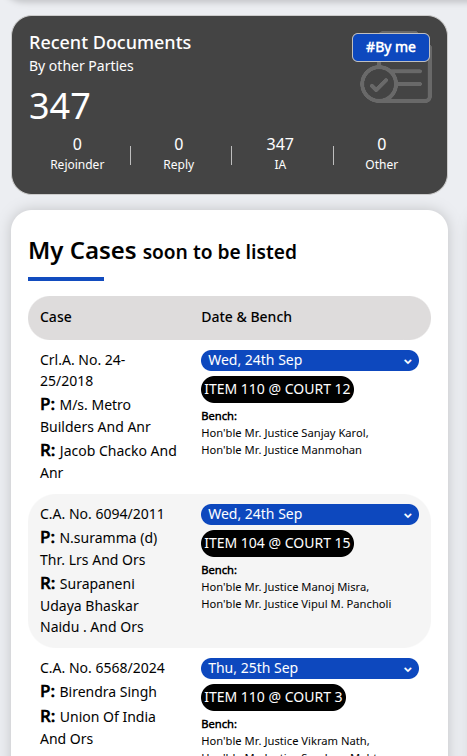 Recent Documents
#By me
By other Parties
347
0 0 347 0
Rejoinder Reply IA Other
My Cases soon to be listed
Case Date & Bench
Crl.A. No. 24-
25/2018
P: M/s. Metro
Builders And Anr
R: Jacob Chacko And
Anr
Wed, 24th Sep
ITEM 110 @ COURT 12
Bench:
Hon'ble Mr. Justice Sanjay Karol,
Hon'ble Mr. Justice Manmohan
C.A. No. 6094/2011
P: N.suramma (d)
Thr. Lrs And Ors
R: Surapaneni
Udaya Bhaskar
Naidu . And Ors
Wed, 24th Sep
ITEM 104 @ COURT 15
Bench:
Hon'ble Mr. Justice Manoj Misra,
Hon'ble Mr. Justice Vipul M. Pancholi
C.A. No. 6568/2024
P: Birendra Singh
R: Union Of India
And Ors
Thu, 25th Sep
ITEM 110 @ COURT 3
Bench:
Hon'ble Mr. Justice Vikram Nath,